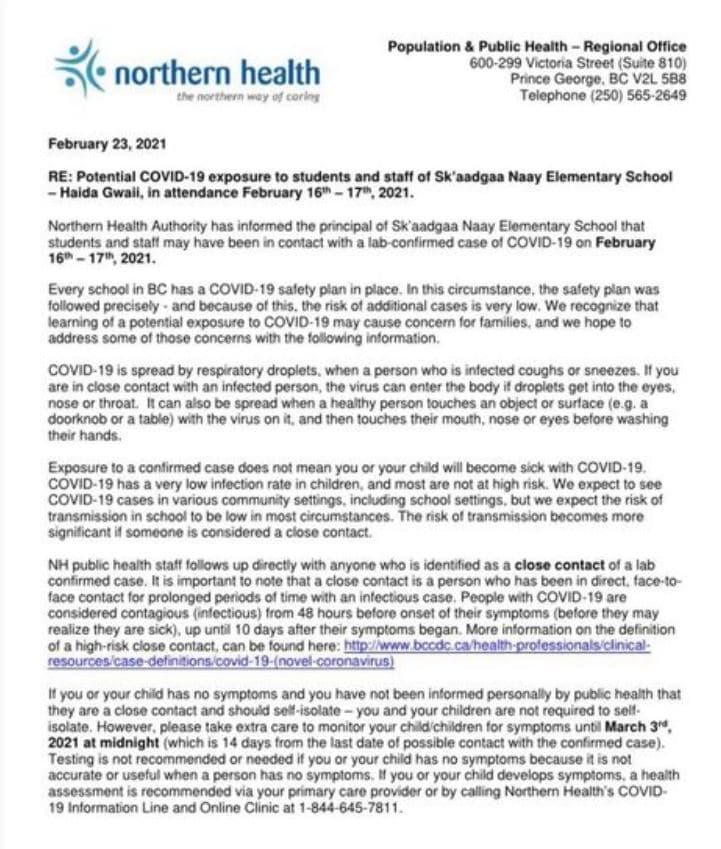 northern health
the northern way of caring
Population & Public Health – Regional Office
600-299 Victoria Street (Suite 810)
Prince George, BC V2L 5B8
Telephone (250) 565-2649
February 23, 2021
RE: Potential COVID-19 exposure to students and staff of Sk'aadgaa Naay Elementary School
– Haida Gwaii, in attendance February 16th – 17th, 2021.
Northern Health Authority has informed the principal of Sk'aadgaa Naay Elementary School that
students and staff may have been in contact with a lab-confirmed case of COVID-19 on February
16th – 17th, 2021.
Every school in BC has a COVID-19 safety plan in place. In this circumstance, the safety plan was
followed precisely - and because of this, the risk of additional cases is very low. We recognize that
learning of a potential exposure to COVID-19 may cause concern for families, and we hope to
address some of those concerns with the following information.
COVID-19 is spread by respiratory droplets, when a person who is infected coughs or sneezes. If you
are in close contact with an infected person, the virus can enter the body if droplets get into the eyes,
nose or throat. It can also be spread when a healthy person touches an object or surface (e.g. a
doorknob or a table) with the virus on it, and then touches their mouth, nose or eyes before washing
their hands.
Exposure to a confirmed case does not mean you or your child will become sick with COVID-19.
COVID-19 has a very low infection rate in children, and most are not at high risk. We expect to see
COVID-19 cases in various community settings, including school settings, but we expect the risk of
transmission in school to be low in most circumstances. The risk of transmission becomes more
significant if someone is considered a close contact.
NH public health staff follows up directly with anyone who is identified as a close contact of a lab
confirmed case. It is important to note that a close contact is a person who has been in direct, face-to-
face contact for prolonged periods of time with an infectious case. People with COVID-19 are
considered contagious (infectious) from 48 hours before onset of their symptoms (before they may
realize they are sick), up until 10 days after their symptoms began. More information on the definition
of a high-risk close contact, can be found here: http://www.bccdc.ca/health-professionals/clinical-
resources/case-definitions/covid-19-(novel-coronavirus)
If you or your child has no symptoms and you have not been informed personally by public health that
they are a close contact and should self-isolate – you and your children are not required to self-
isolate. However, please take extra care to monitor your child/children for symptoms until March 3rd,
2021 at midnight (which is 14 days from the last date of possible contact with the confirmed case).
Testing is not recommended or needed if you or your child has no symptoms because it is not
accurate or useful when a person has no symptoms. If you or your child develops symptoms, a health
assessment is recommended via your primary care provider or by calling Northern Health's COVID-
19 Information Line and Online Clinic at 1-844-645-7811.